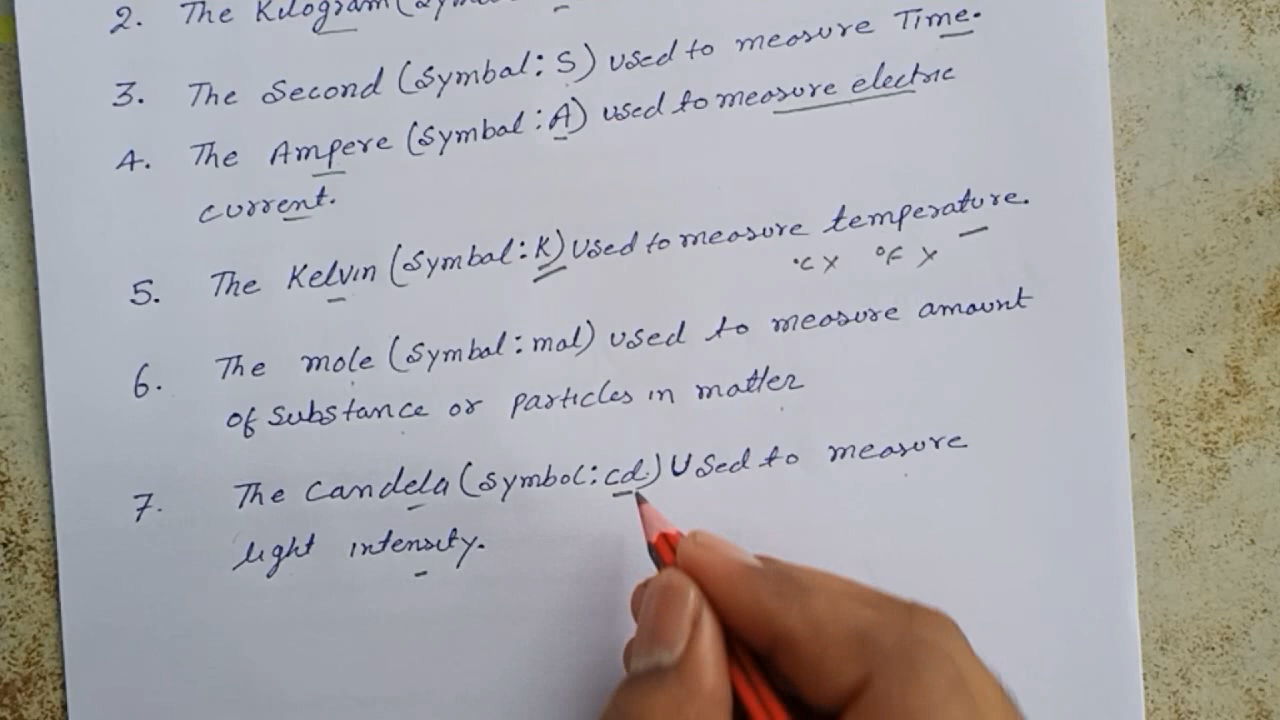 2. The Kilogram (Sym
3. The Second (Symbal: S) used to measure Time.
4. The Ampere (Symbal: A) used to measure electric
current.
5. The Kelvin (Symbal: K) Used to measure temperature.
°C x °F x
6. The mole (Symbal: mal) used to measure amount
of substance or particles in matter
7. The Candela (Symbol: cd) Used to measure
light intensity.